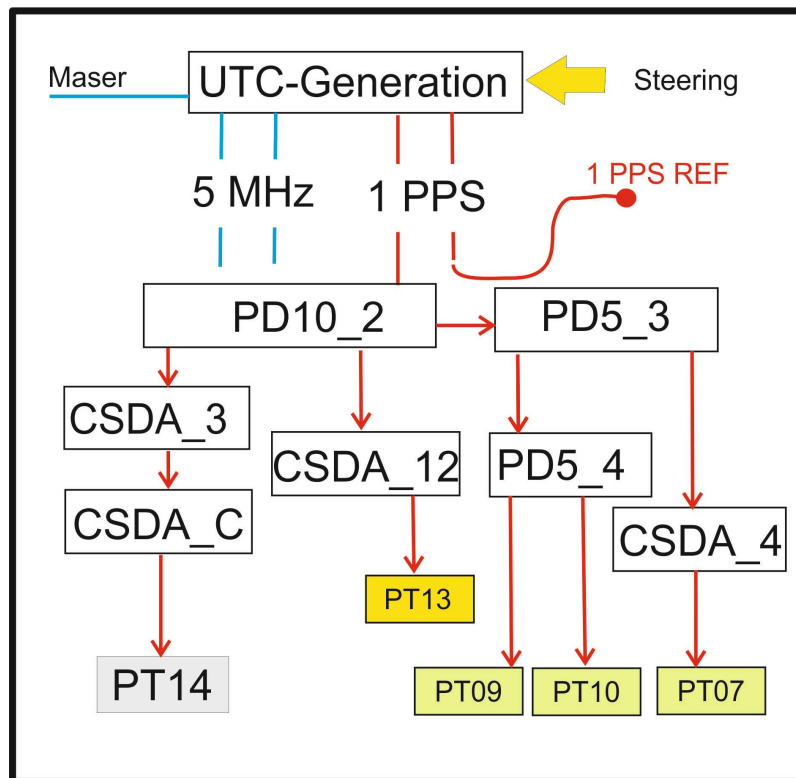 Maser
UTC-Generation
Steering
5 MHz
1 PPS
1 PPS REF
PD10_2
PD5_3
CSDA_3
CSDA_12
PD5_4
CSDA_C
CSDA_4
PT13
PT14
PT09
PT10
PT07